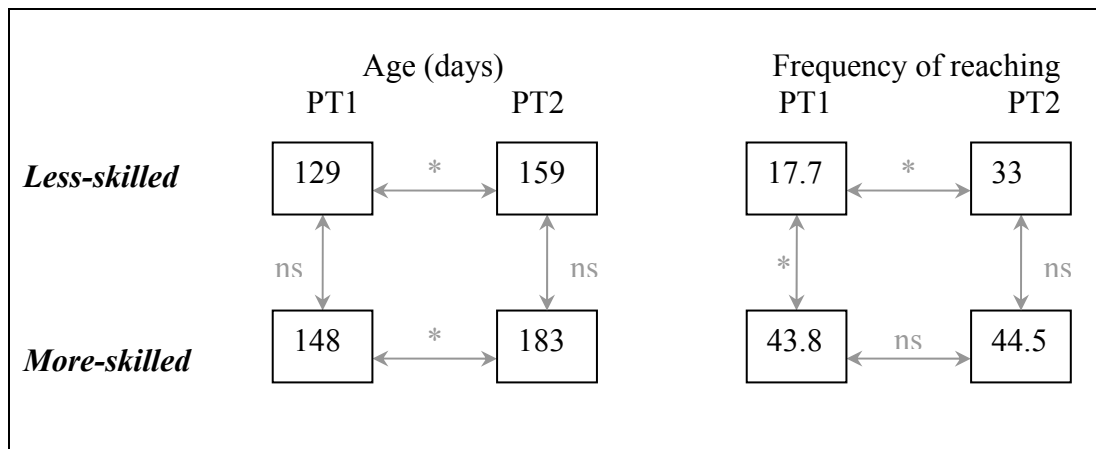 Age (days) Frequency of reaching
PT1 PT2 PT1 PT2
Less-skilled 129 * 159 17.7 * 33
ns ns * ns
More-skilled 148 * 183 43.8 ns 44.5